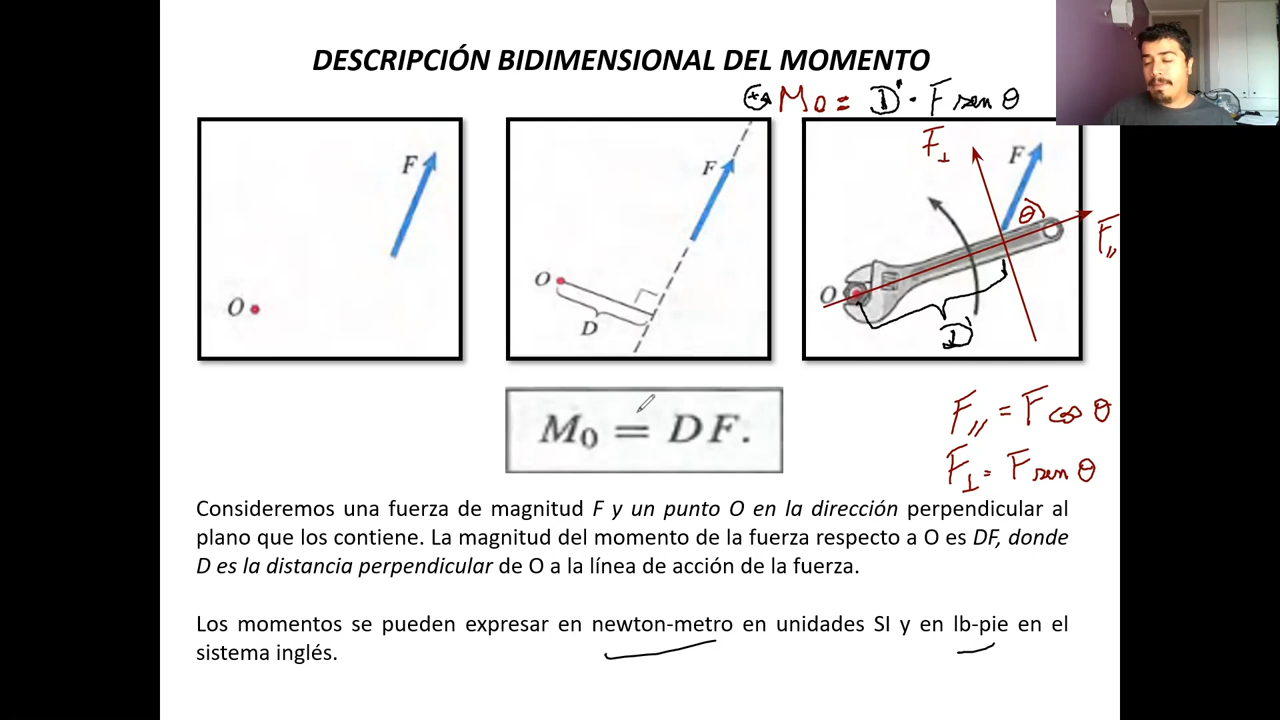 DESCRIPCIÓN BIDIMENSIONAL DEL MOMENTO
(+↶ M0 = D' · F sen θ
F
O
F
O
D
F⊥
F
θ
F//
O
D'
M0 = DF.
F// = F cos θ
F⊥ = F sen θ
Consideremos una fuerza de magnitud F y un punto O en la dirección perpendicular al
plano que los contiene. La magnitud del momento de la fuerza respecto a O es DF, donde
D es la distancia perpendicular de O a la línea de acción de la fuerza.
Los momentos se pueden expresar en newton-metro en unidades SI y en lb-pie en el
sistema inglés.